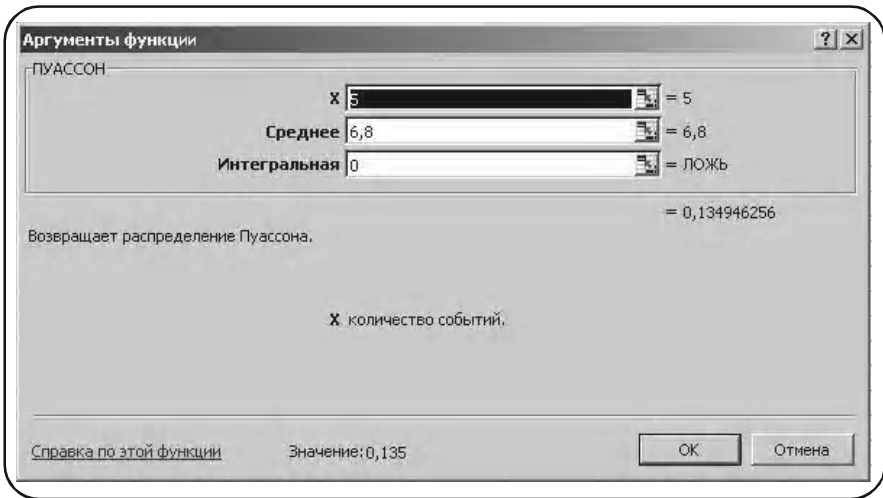 Аргументы функции
ПУАССОН
X 5 = 5
Среднее 6,8 = 6,8
Интегральная 0 = ЛОЖЬ
= 0,134946256
Возвращает распределение Пуассона.
X количество событий.
Справка по этой функции Значение:0,135 OK Отмена